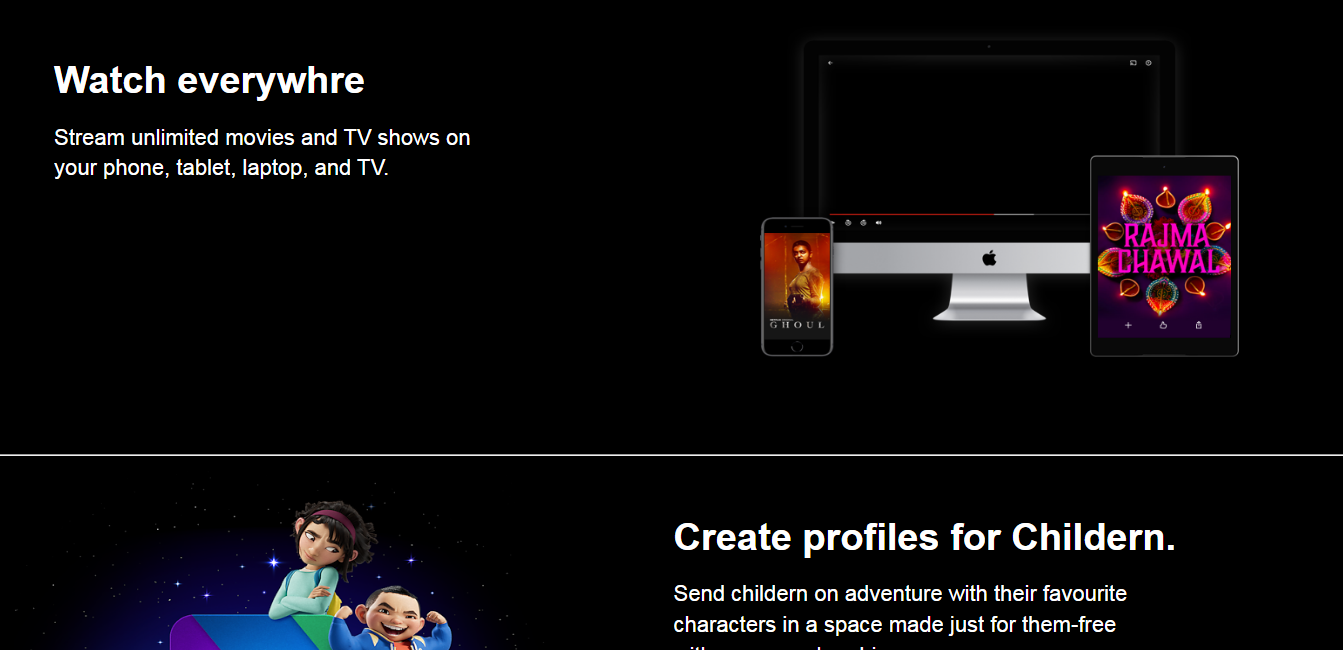 Watch everywhre
Stream unlimited movies and TV shows on
your phone, tablet, laptop, and TV.
RAJMA
CHAWAL
GHOUL
Create profiles for Childern.
Send childern on adventure with their favourite
characters in a space made just for them-free